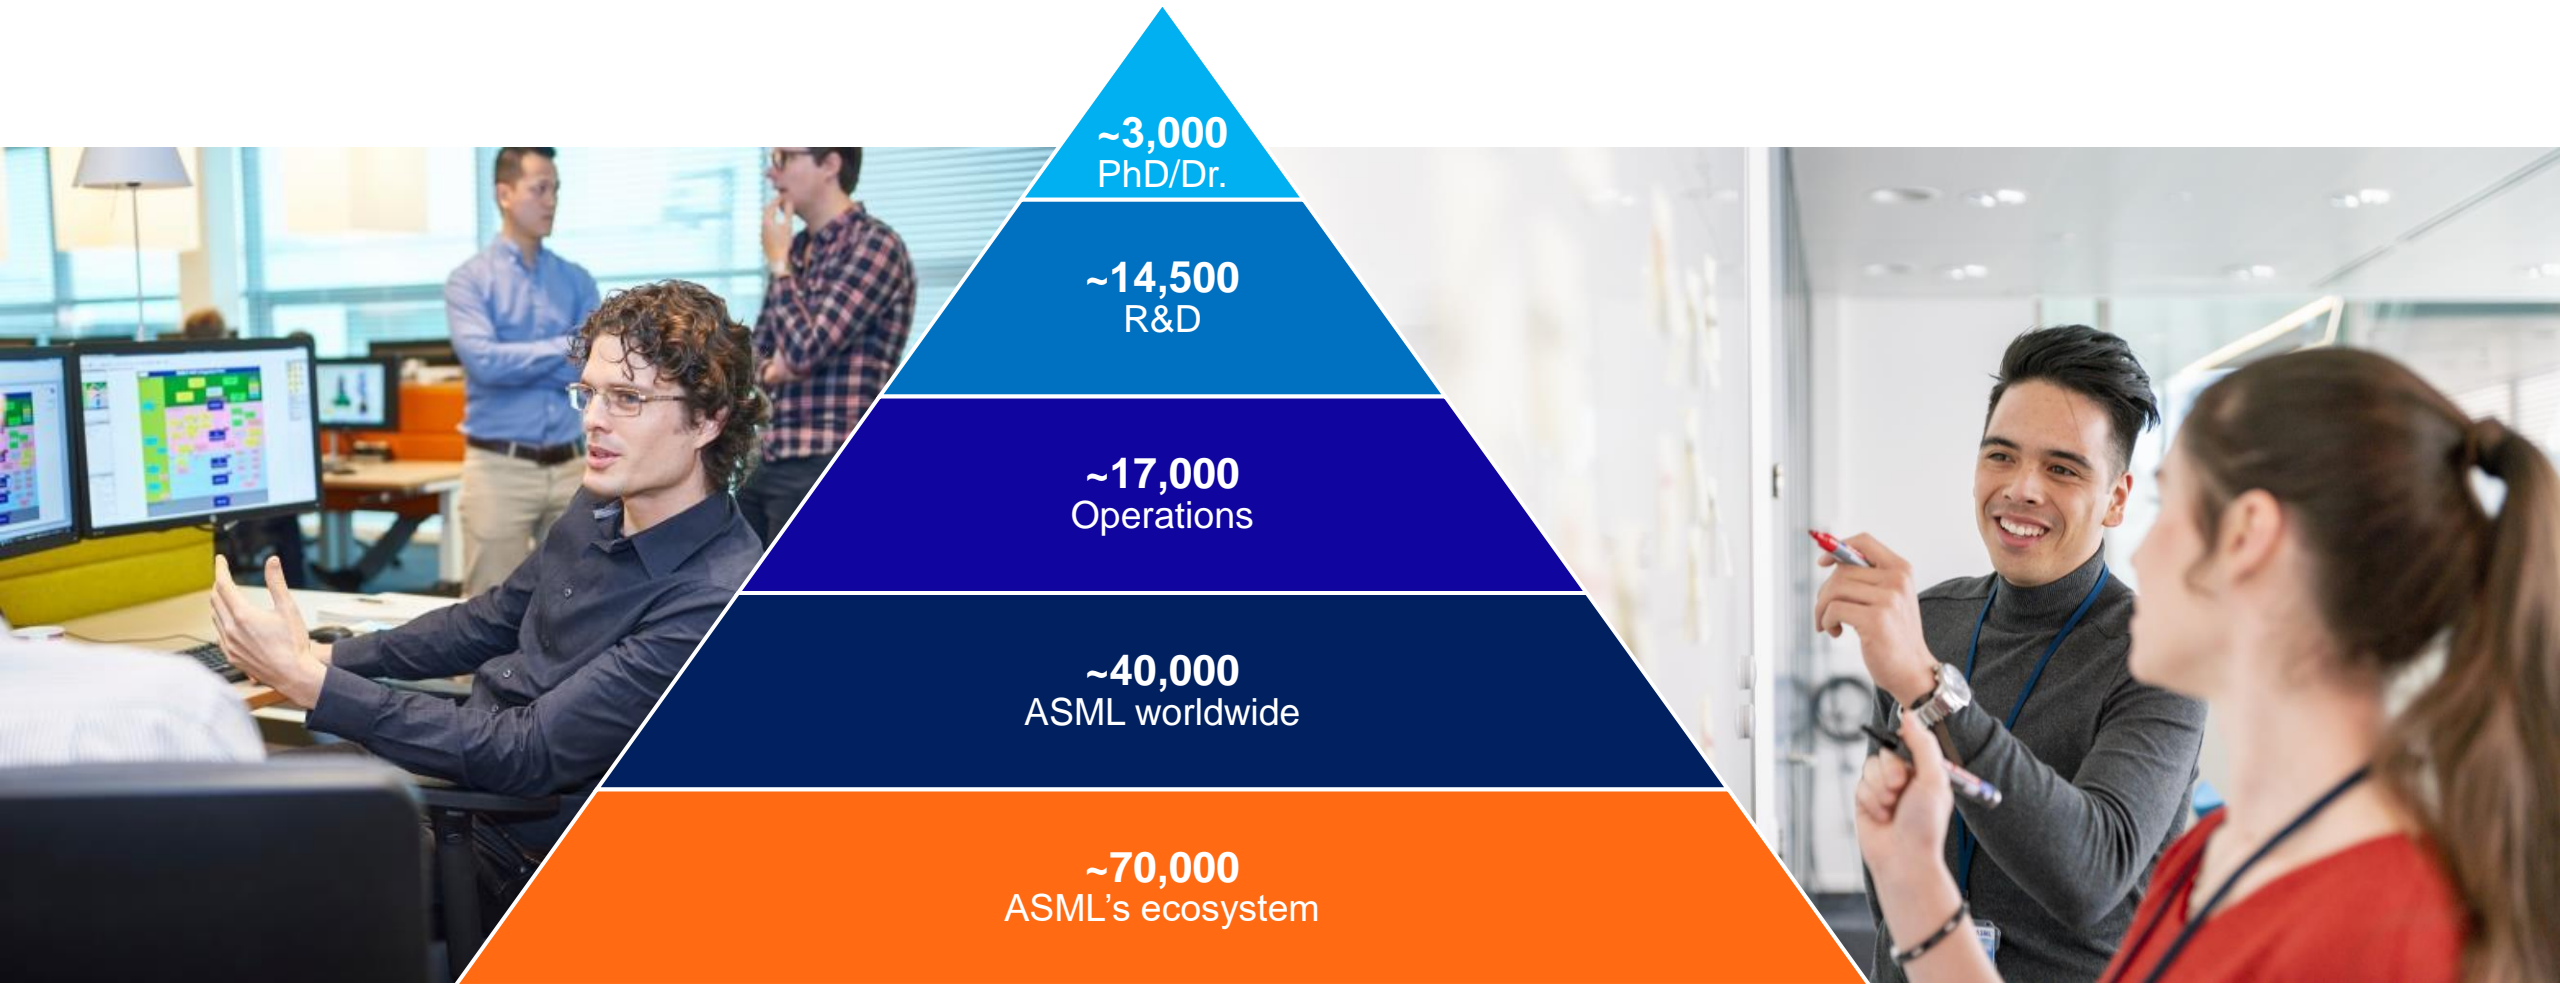 ~3,000
PhD/Dr.
~14,500
R&D
~17,000
Operations
~40,000
ASML worldwide
~70,000
ASML’s ecosystem